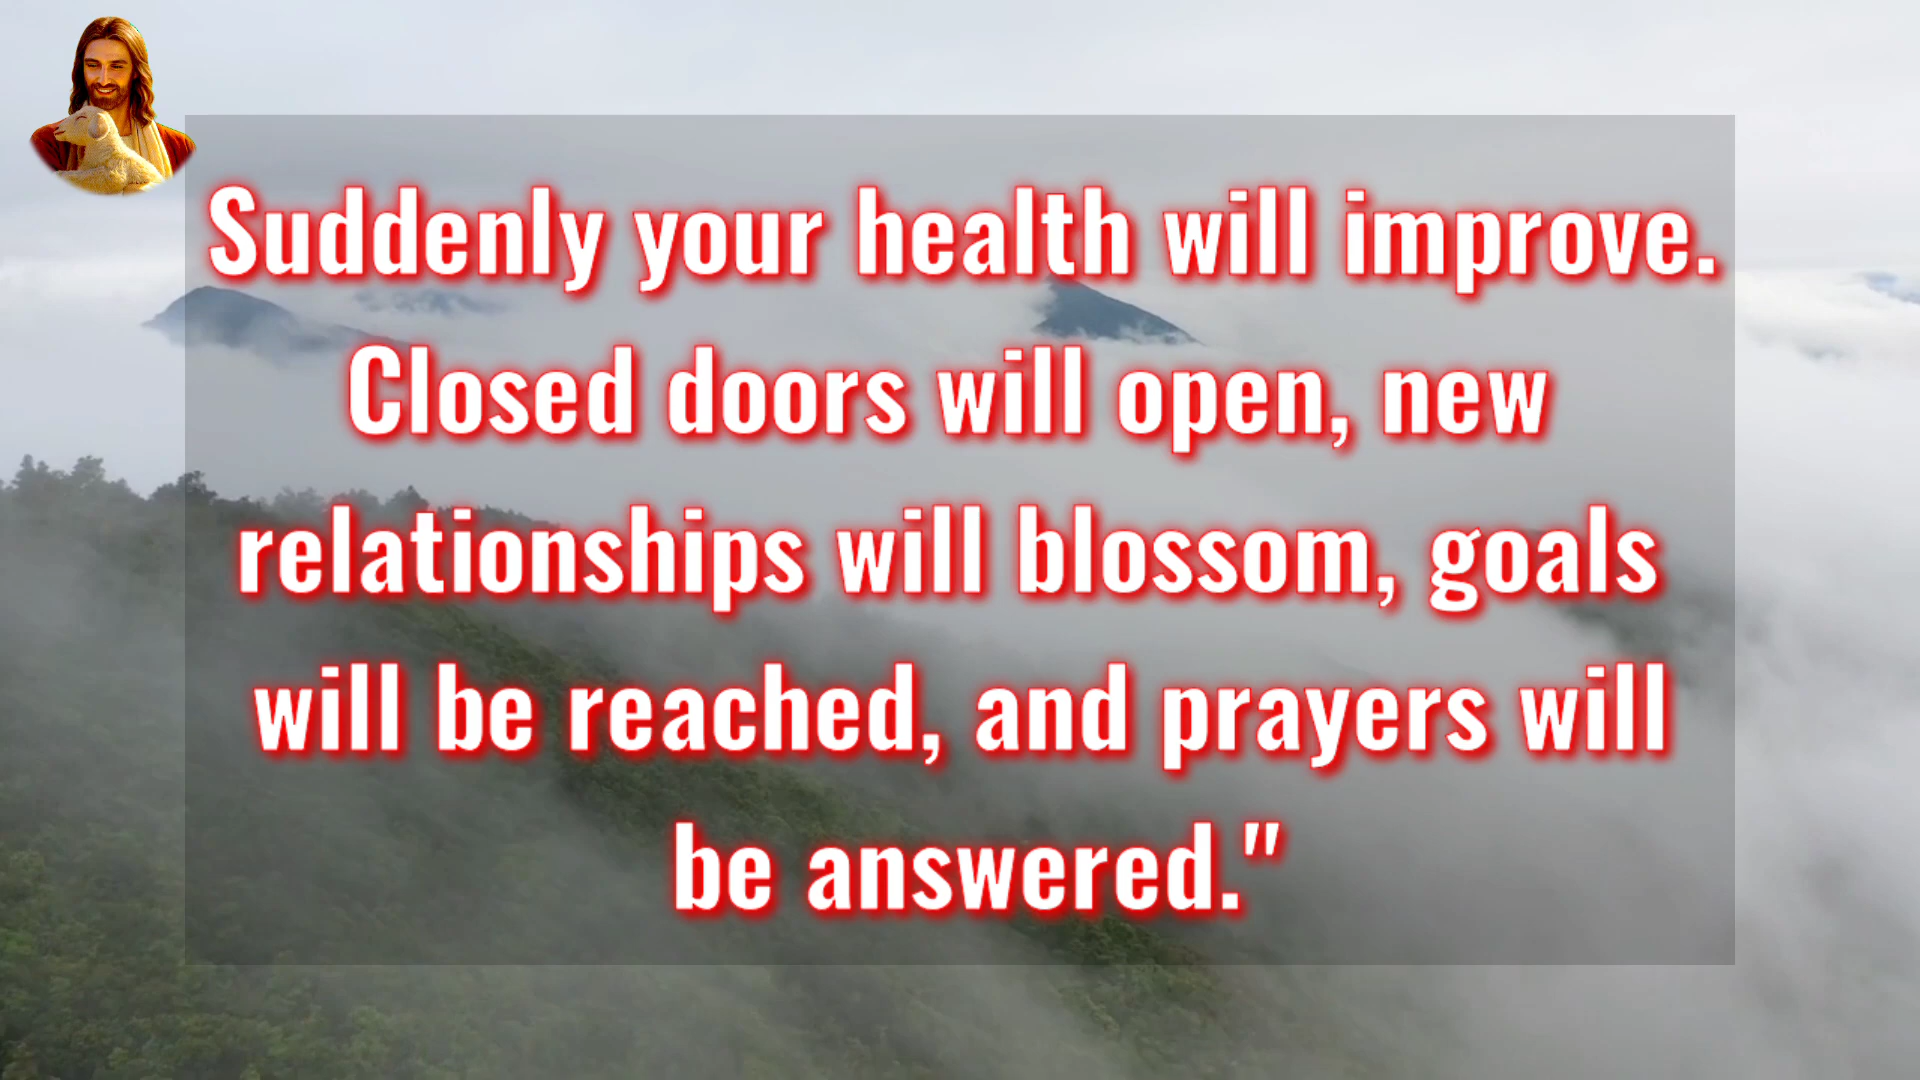 Suddenly your health will improve.
Closed doors will open, new
relationships will blossom, goals
will be reached, and prayers will
be answered."